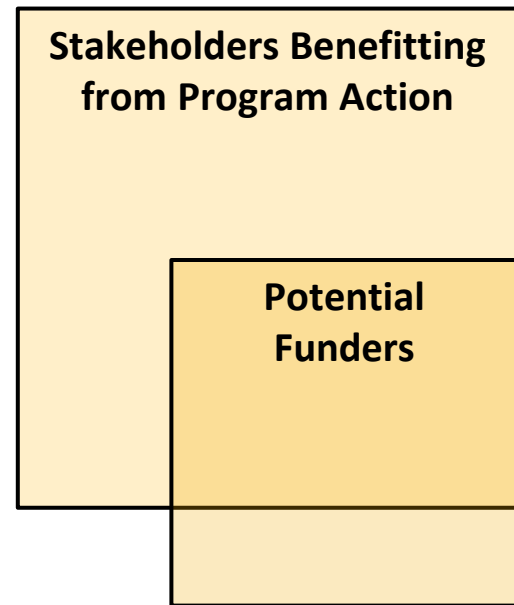 Stakeholders Benefitting
from Program Action
Potential
Funders